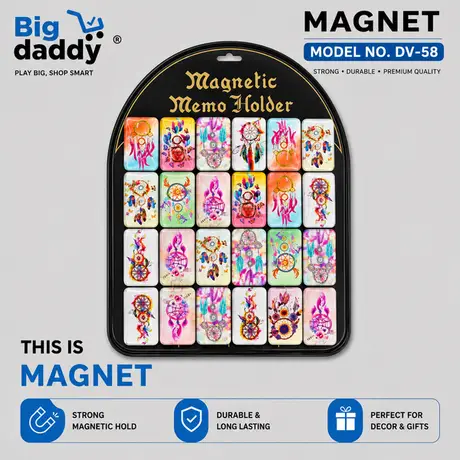 Big
daddy®
PLAY BIG, SHOP SMART
MAGNET
MODEL NO. DV-58
STRONG • DURABLE • PREMIUM QUALITY
Magnetic
Memo Holder
THIS IS
MAGNET
STRONG
MAGNETIC HOLD
DURABLE &
LONG LASTING
PERFECT FOR
DECOR & GIFTS